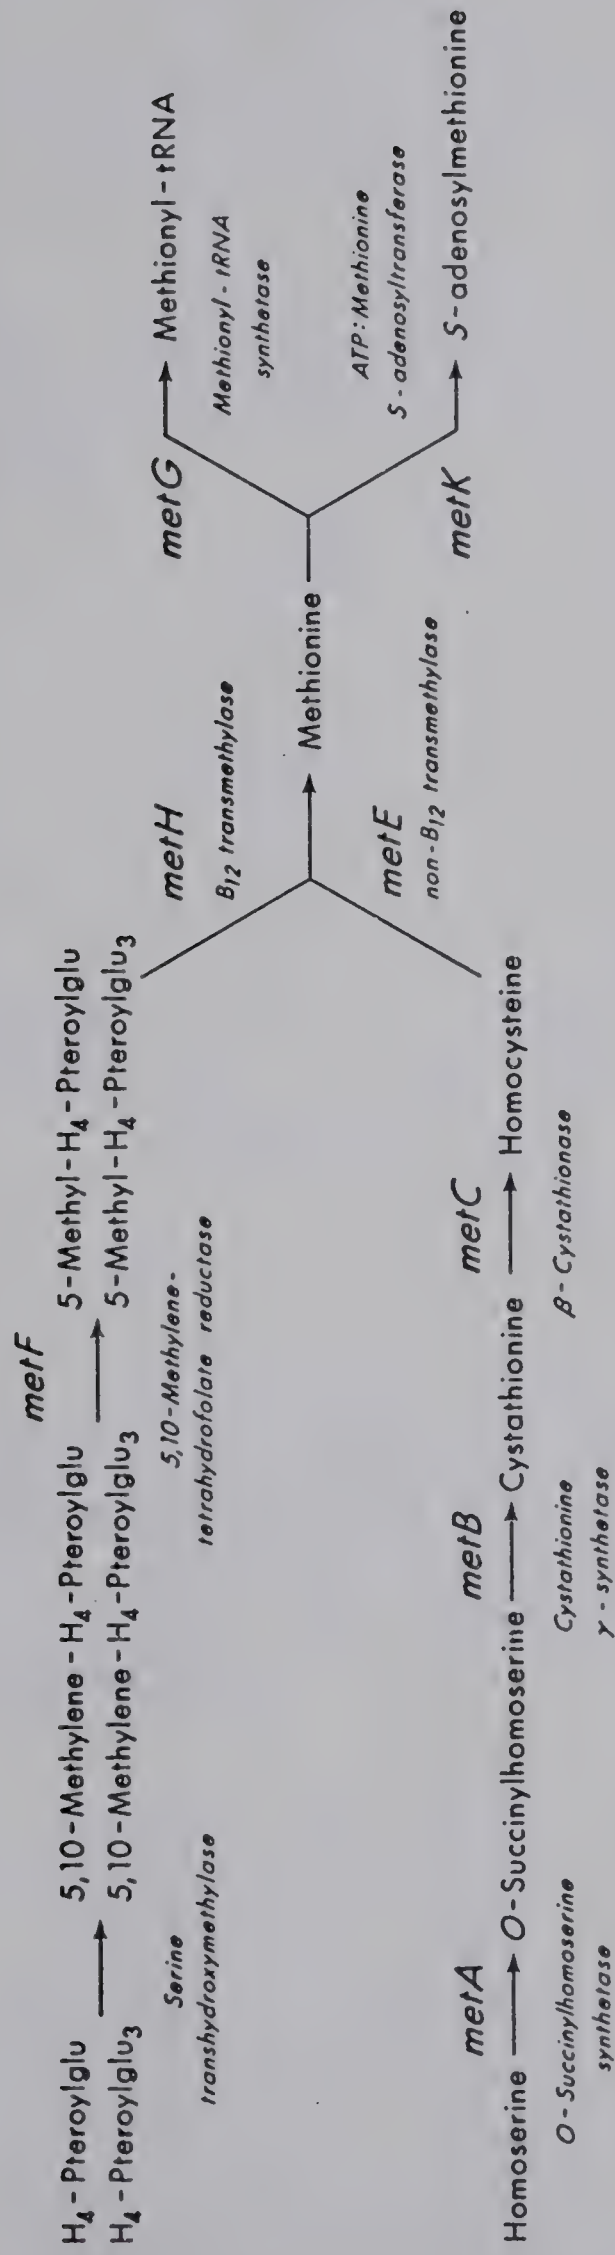 metF
H4-Pteroylglu 5,10-Methylene-H4-Pteroylglu 5-Methyl-H4-Pteroylglu
H4-Pteroylglu3 5,10-Methylene-H4-Pteroylglu3 5-Methyl-H4-Pteroylglu3
Serine
transhydroxymethylase
5,10-Methylene-
tetrahydrofolate reductase
metH
B12 transmethylase
metG
Methionyl-tRNA
Methionyl-tRNA
synthetase
Methionine
metE
non-B12 transmethylase
ATP:Methionine
S-adenosyltransferase
metK
S-adenosylmethionine
metA metB metC
Homoserine O-Succinylhomoserine Cystathionine Homocysteine
O-Succinylhomoserine
synthetase
Cystathionine
γ-synthetase
β-Cystathionase